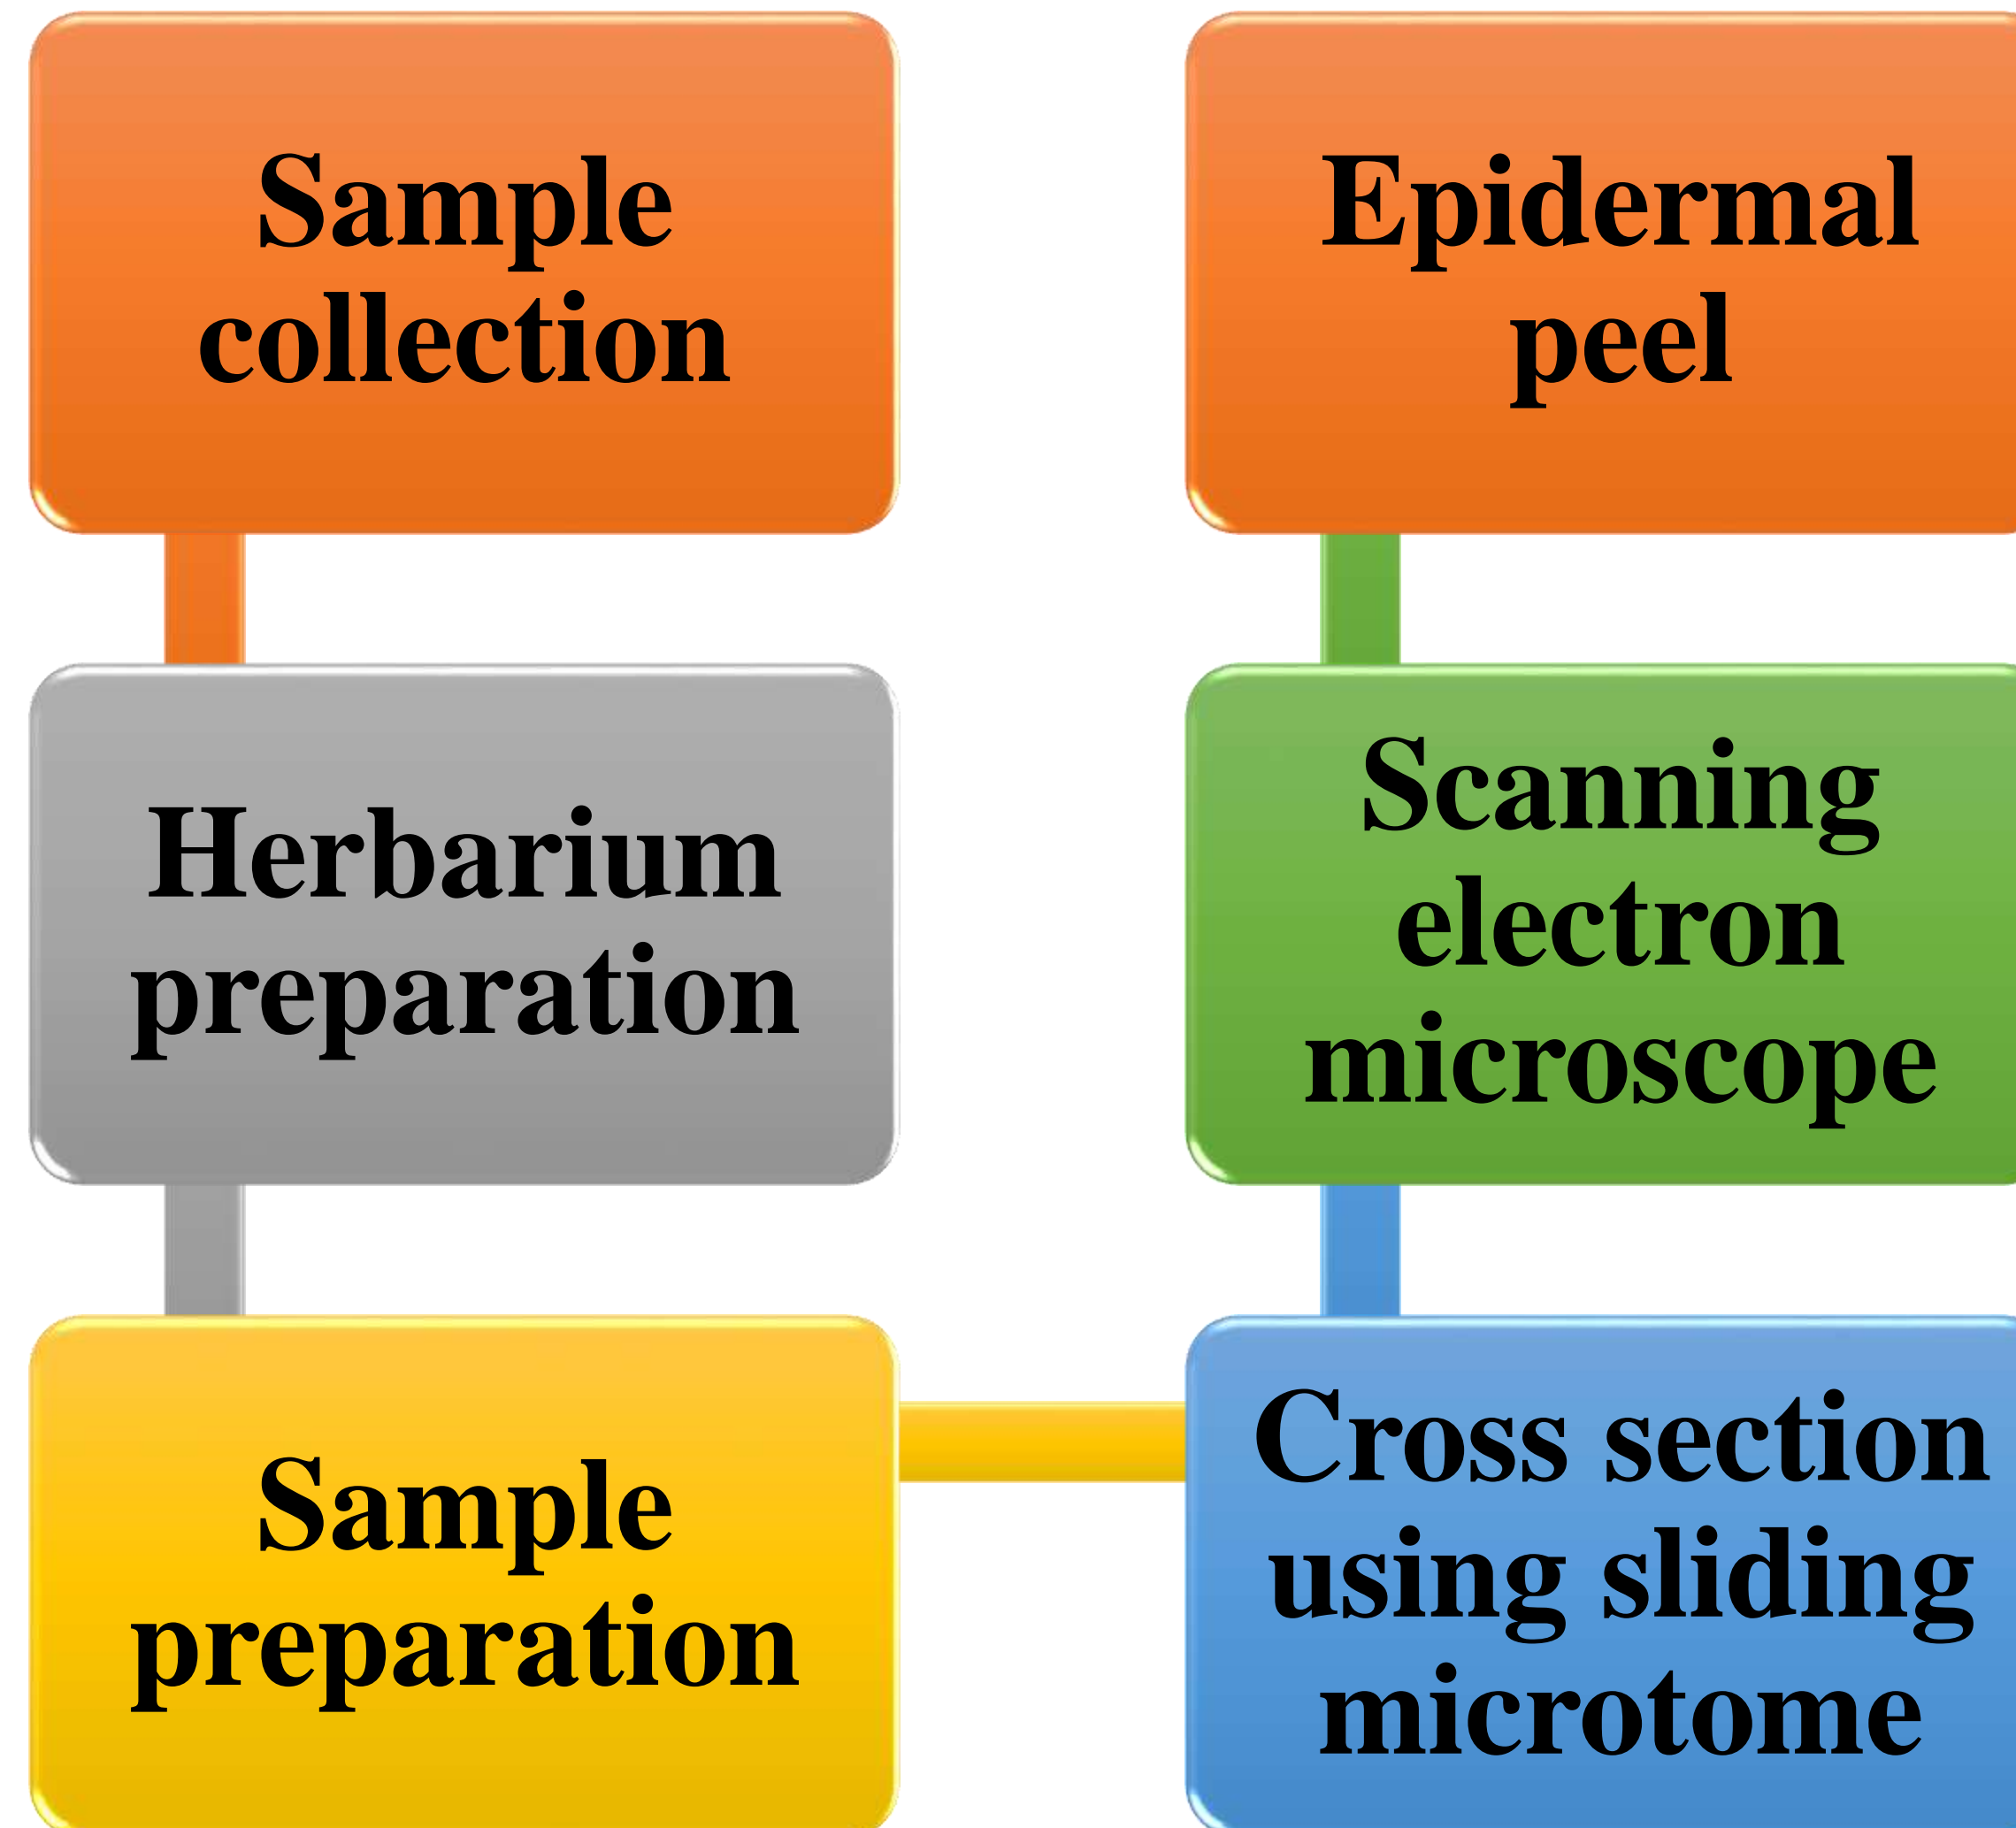 Sample
collection
Herbarium
preparation
Sample
preparation
Cross section
using sliding
microtome
Scanning
electron
microscope
Epidermal
peel